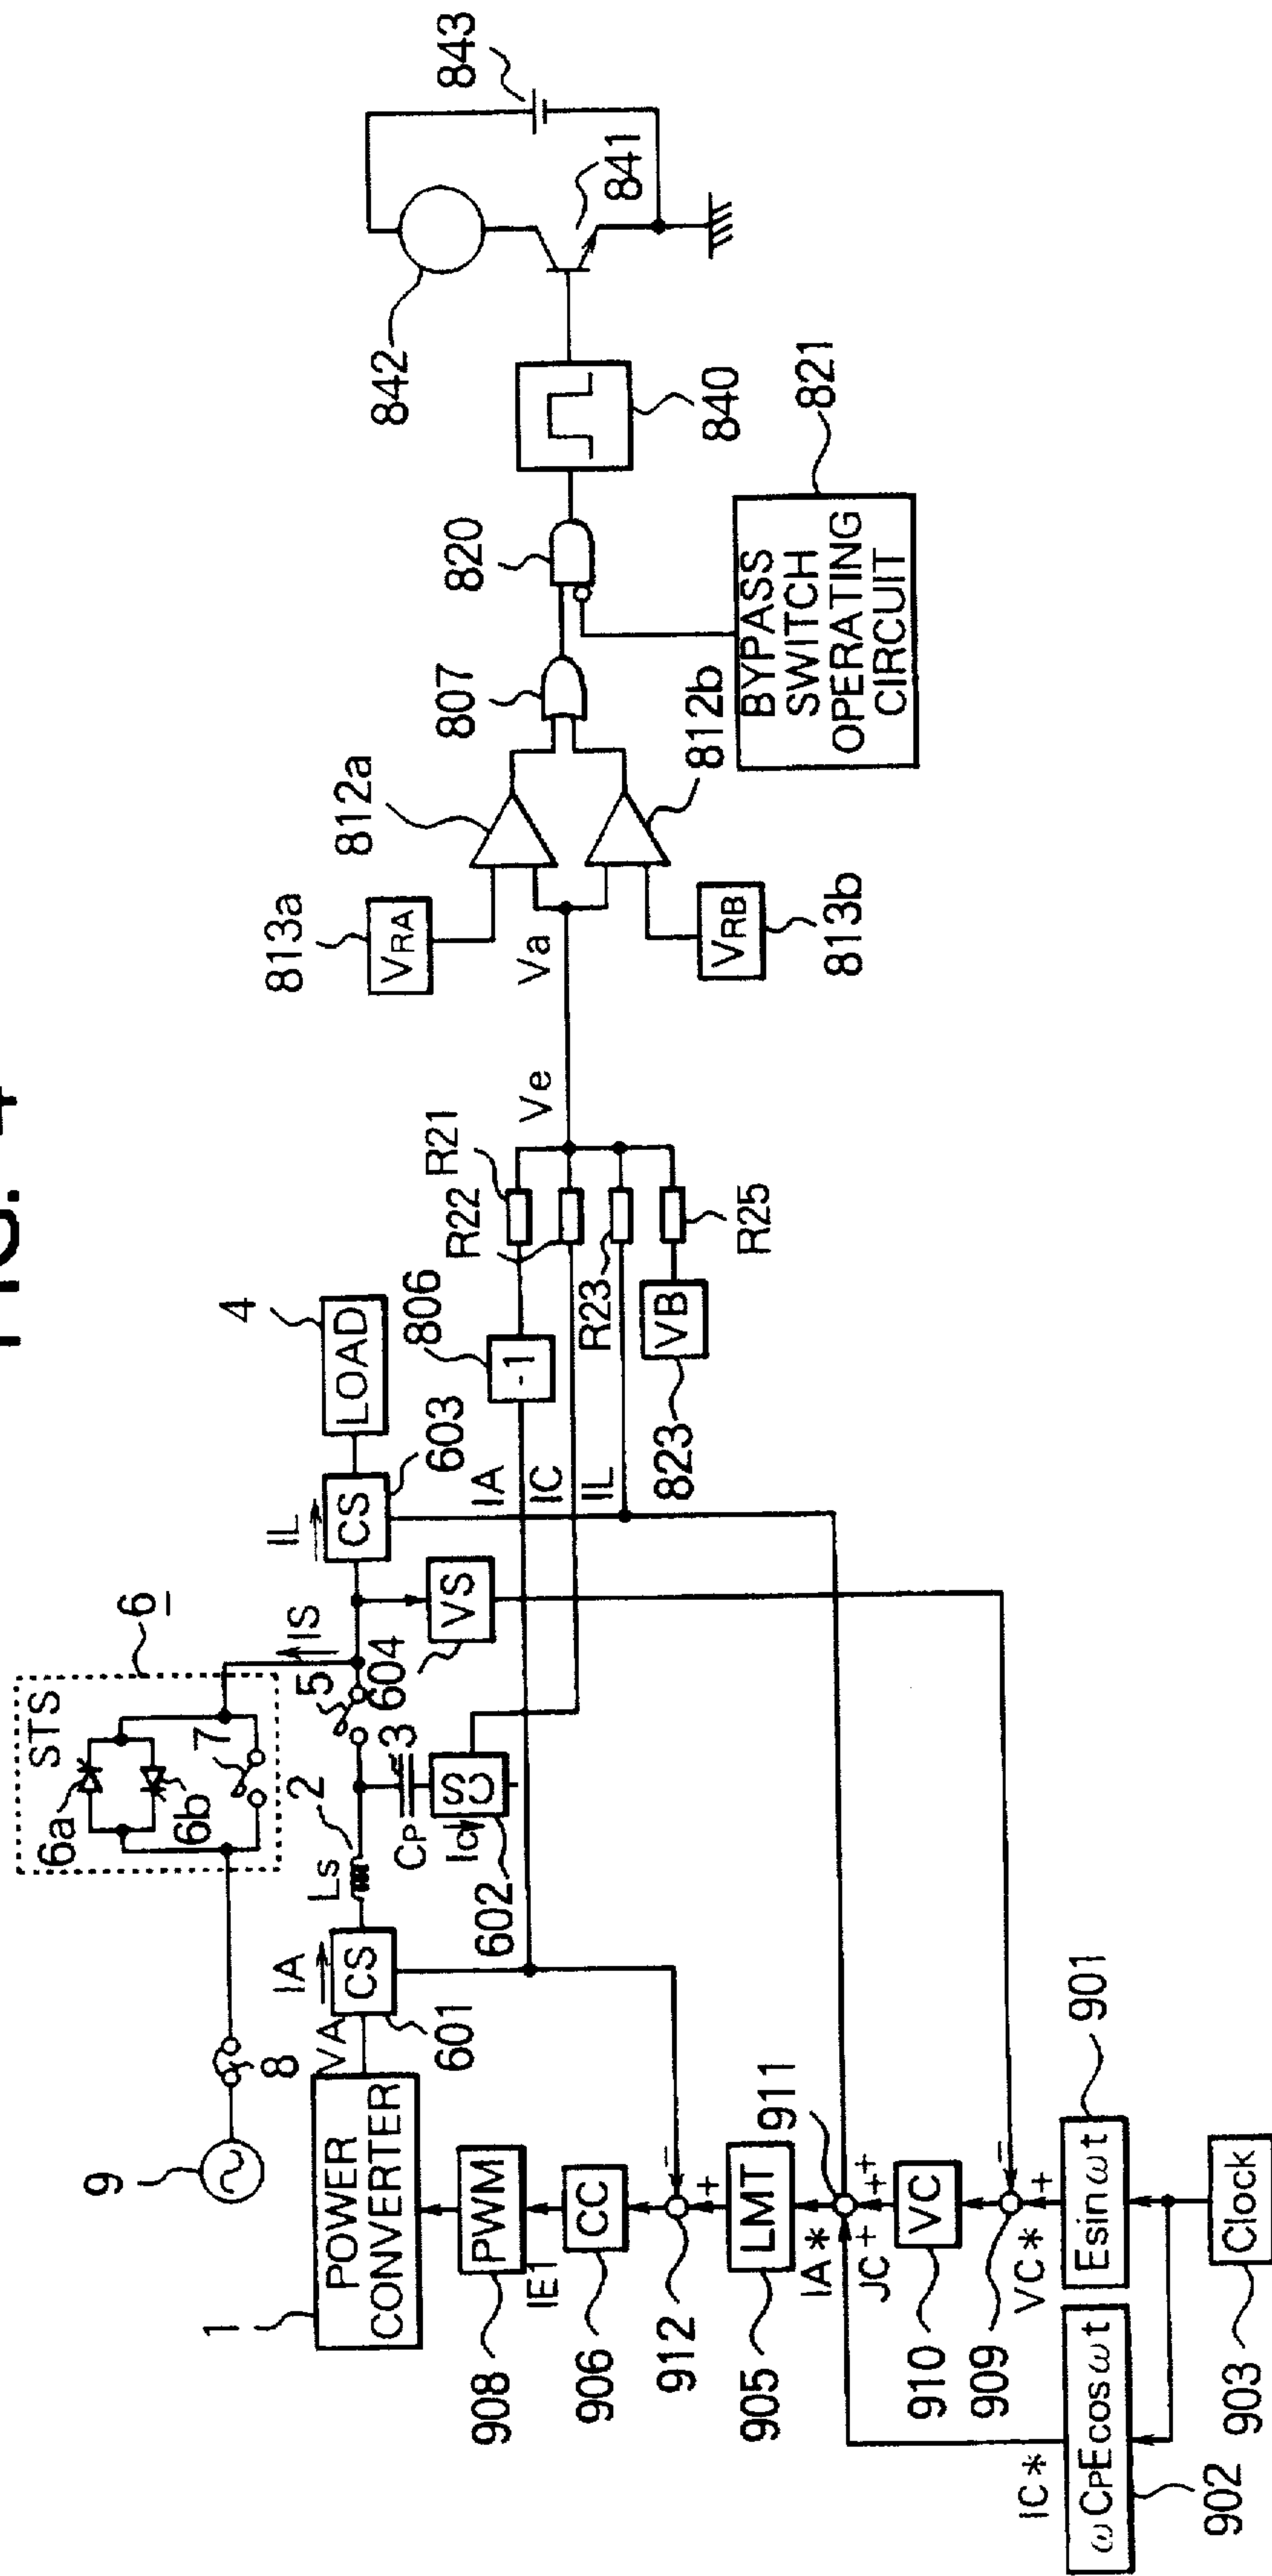 FIG. 4
9
8
STS
6
6a
6b
7
IS
1
POWER
CONVERTER
VA
IA
CS
601
Ls
2
5
CP
3
Ic
CS
602
604
VS
IL
CS
603
LOAD
4
908
PWM
IE1
906
CC
912
+
−
905
LMT
IA*
911
JC
+
+
+
910
VC
909
VC*
+
−
Esinωt
901
IC*
ωCPEcosωt
902
Clock
903
IA
IC
IL
806
-1
R22
R21
R23
R25
VB
823
Ve
Va
813a
VRA
VRB
813b
812a
812b
807
820
BYPASS
SWITCH
OPERATING
CIRCUIT
821
840
842
841
843